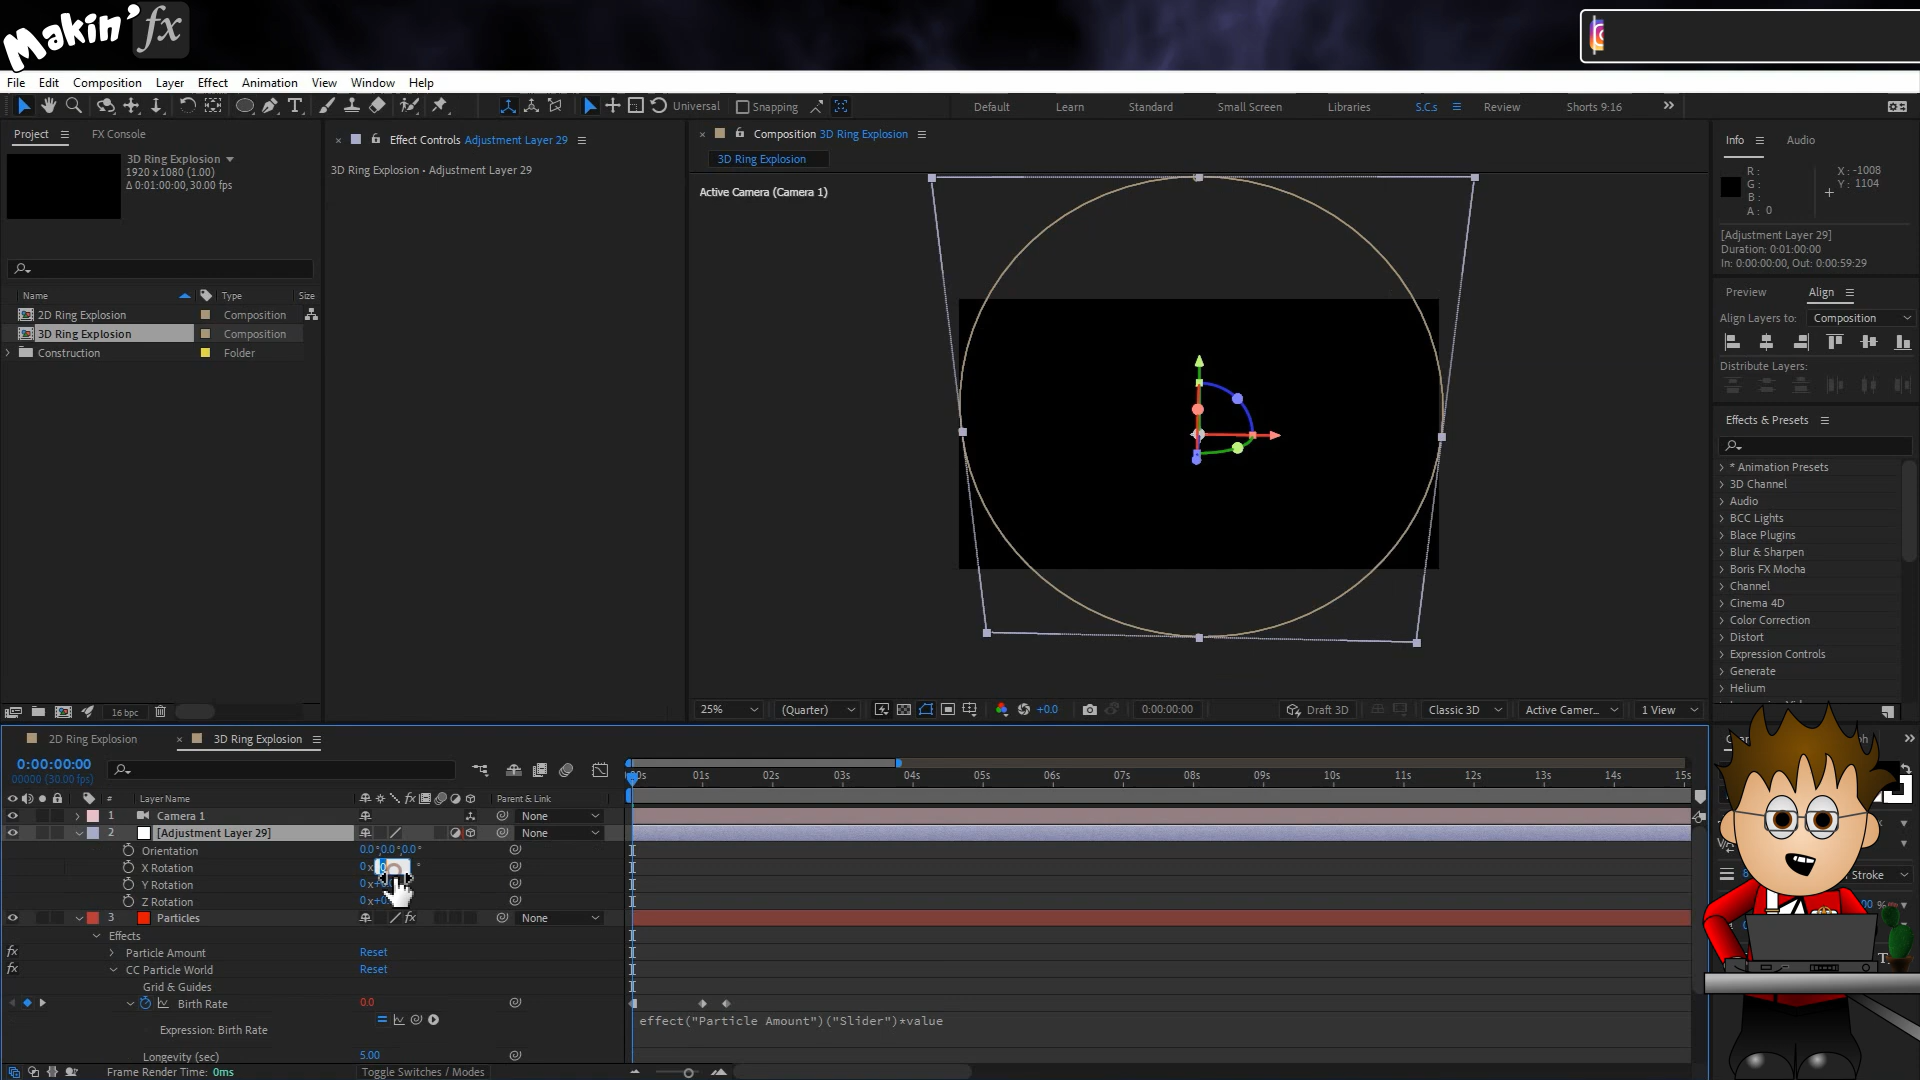 Makin' fx
File Edit Composition Layer Effect Animation View Window Help
Universal Snapping Default Learn Standard Small Screen Libraries S.C.s Review Shorts 9:16
Project FX Console
3D Ring Explosion
1920 x 1080 (1.00)
Δ 0:01:00:00, 30.00 fps
Name Type Size
2D Ring Explosion Composition
3D Ring Explosion Composition
Construction Folder
16 bpc
Effect Controls Adjustment Layer 29
3D Ring Explosion • Adjustment Layer 29
Composition 3D Ring Explosion
3D Ring Explosion
Active Camera (Camera 1)
25% (Quarter) +0.0 0:00:00:00 Draft 3D Classic 3D Active Camer... 1 View
Info Audio
R :
G :
B :
A : 0
X : -1008
Y : 1104
[Adjustment Layer 29]
Duration: 0:01:00:00
In: 0:00:00:00, Out: 0:00:59:29
Preview Align
Align Layers to: Composition
Distribute Layers:
Effects & Presets
* Animation Presets
3D Channel
Audio
BCC Lights
Blace Plugins
Blur & Sharpen
Boris FX Mocha
Channel
Cinema 4D
Color Correction
Distort
Expression Controls
Generate
Helium
Stroke
2D Ring Explosion 3D Ring Explosion
0:00:00:00
00000 (30.00 fps)
:00s 01s 02s 03s 04s 05s 06s 07s 08s 09s 10s 11s 12s 13s 14s 15s
# Layer Name fx Parent & Link
1 Camera 1 None
2 [Adjustment Layer 29] None
Orientation 0.0°,0.0°,0.0°
X Rotation 0 x
Y Rotation 0 x
Z Rotation 0 x
3 Particles fx None
Effects
fx Particle Amount Reset
fx CC Particle World Reset
Grid & Guides
Birth Rate 0.0
Expression: Birth Rate effect("Particle Amount")("Slider")*value
Longevity (sec) 5.00
Frame Render Time: 0ms Toggle Switches / Modes